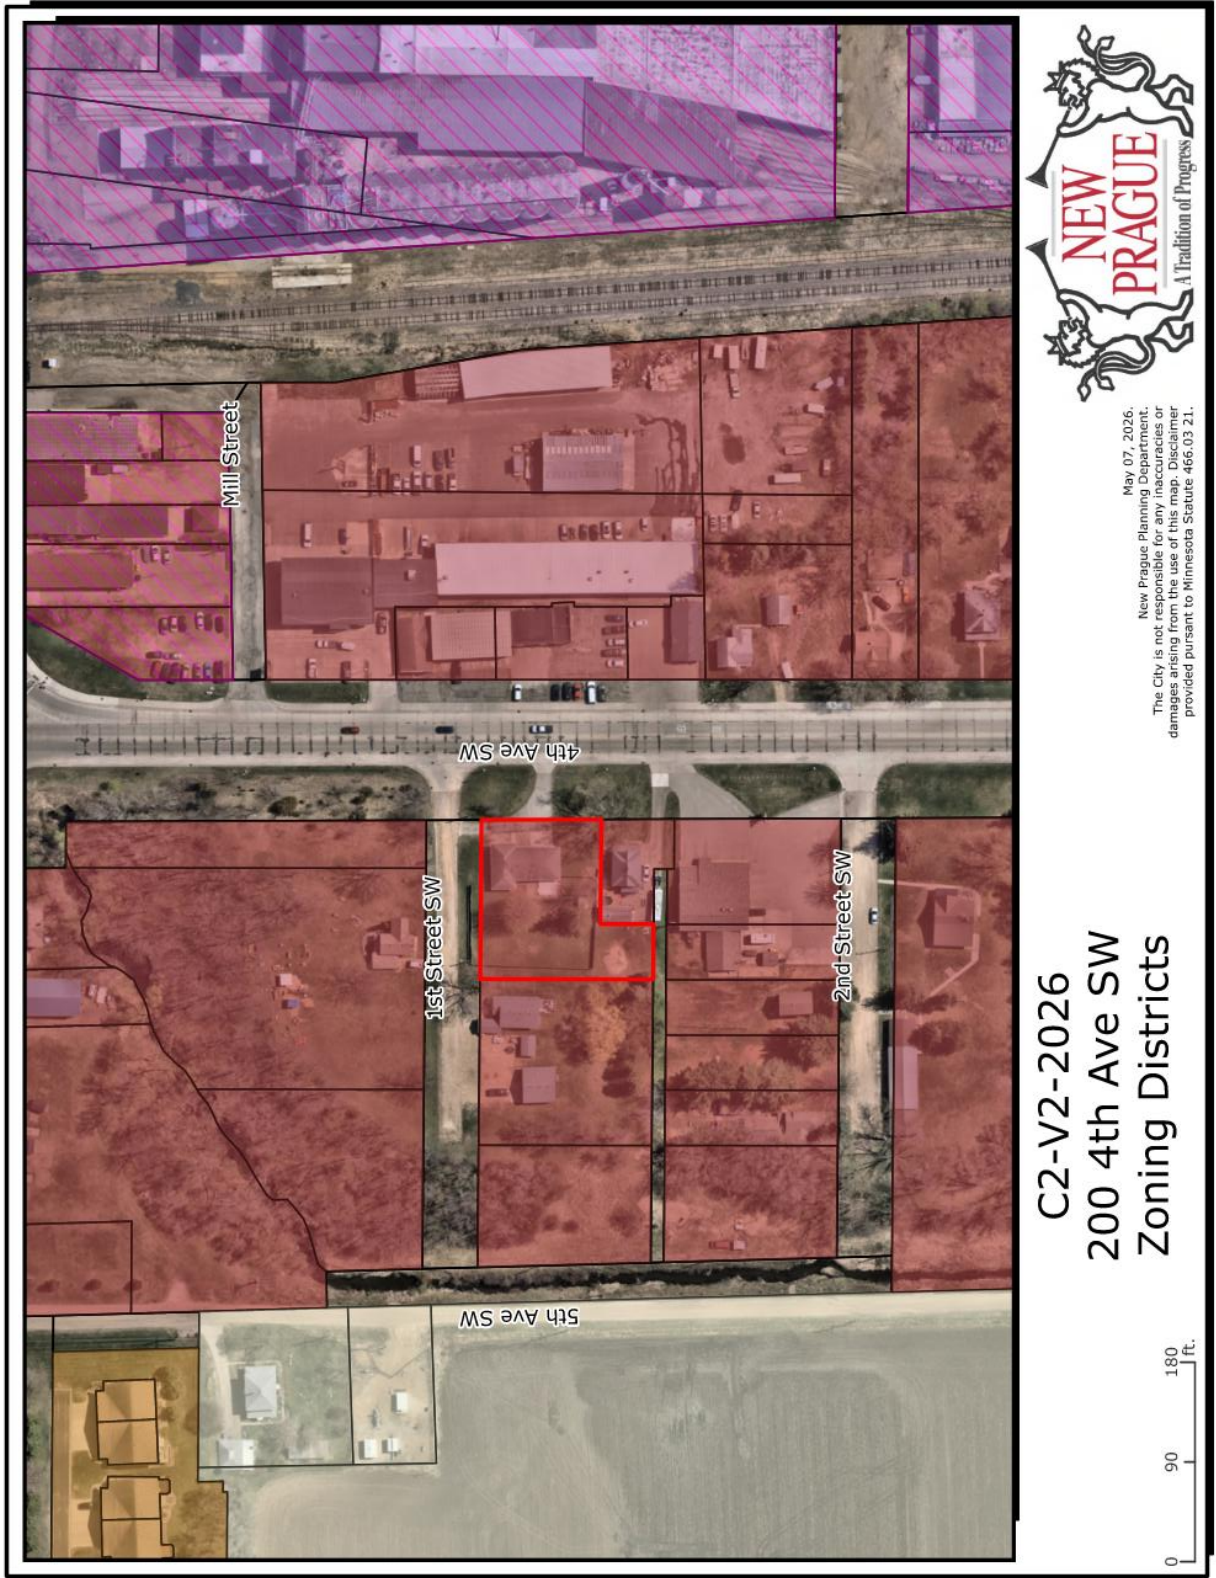 Mill Street
4th Ave SW
1st Street SW
2nd Street SW
5th Ave SW
C2-V2-2026
200 4th Ave SW
Zoning Districts
0 90 180
ft.
May 07, 2026.
New Prague Planning Department.
The City is not responsible for any inaccuracies or
damages arising from the use of this map. Disclaimer
provided pursant to Minnesota Statute 466.03 21.
NEW
PRAGUE
A Tradition of Progress